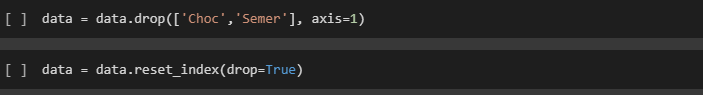 [ ] data = data.drop(['Choc','Semer'], axis=1)
[ ] data = data.reset_index(drop=True)